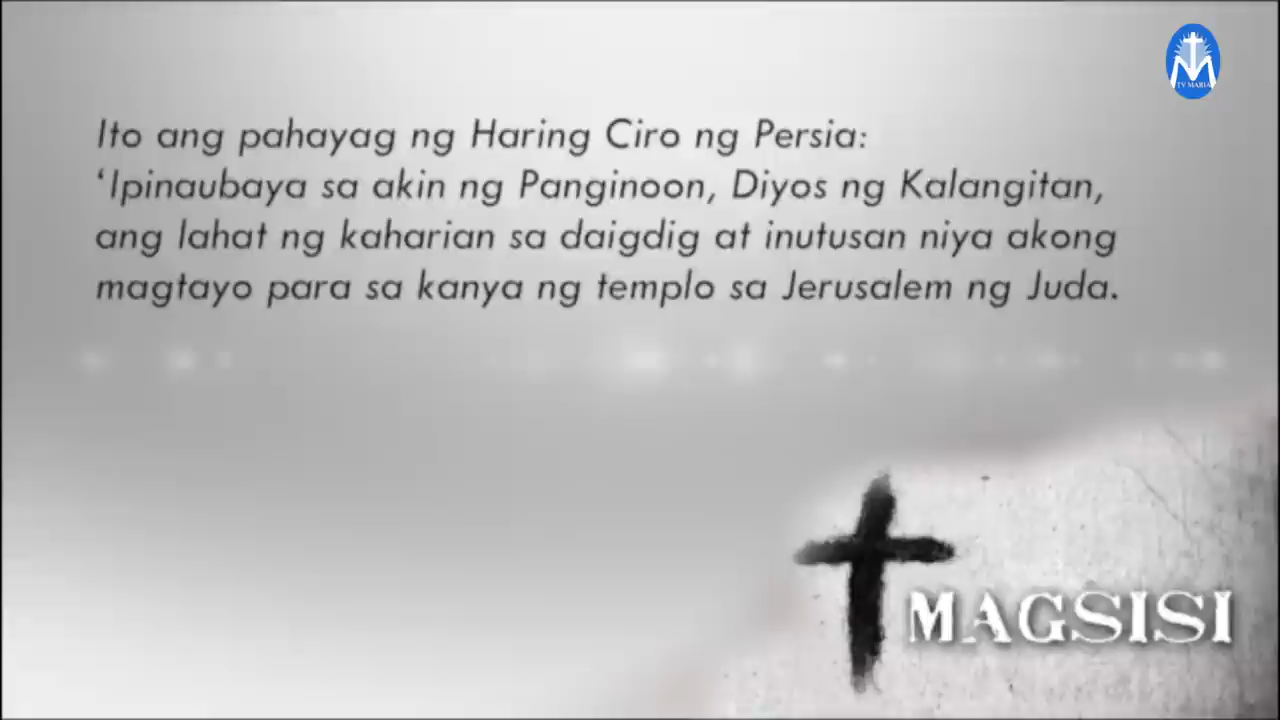 TV MARIA
Ito ang pahayag ng Haring Ciro ng Persia:
‘Ipinaubaya sa akin ng Panginoon, Diyos ng Kalangitan,
ang lahat ng kaharian sa daigdig at inutusan niya akong
magtayo para sa kanya ng templo sa Jerusalem ng Juda.
MAGSISI